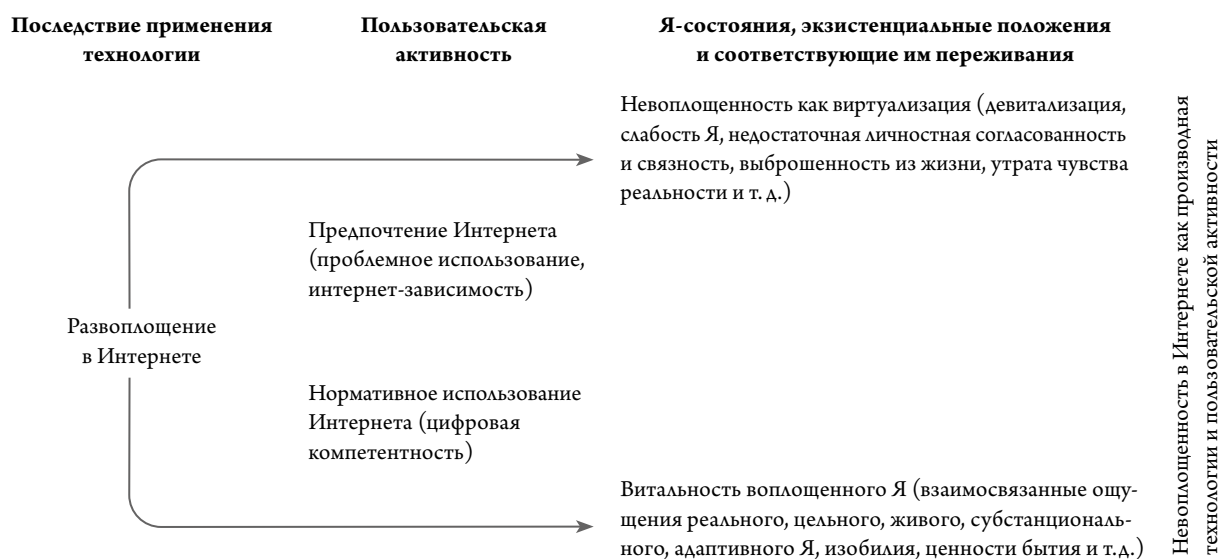 Последствие применения
технологии
Пользовательская
активность
Я-состояния, экзистенциальные положения
и соответствующие им переживания
Невоплощенность как виртуализация (девитализация,
слабость Я, недостаточная личностная согласованность
и связность, выброшенность из жизни, утрата чувства
реальности и т. д.)
Предпочтение Интернета
(проблемное использование,
интернет-зависимость)
Развоплощение
в Интернете
Нормативное использование
Интернета (цифровая
компетентность)
Витальность воплощенного Я (взаимосвязанные ощу-
щения реального, цельного, живого, субстанциональ-
ного, адаптивного Я, изобилия, ценности бытия и т.д.)
Невоплощенность в Интернете как производная
технологии и пользовательской активности